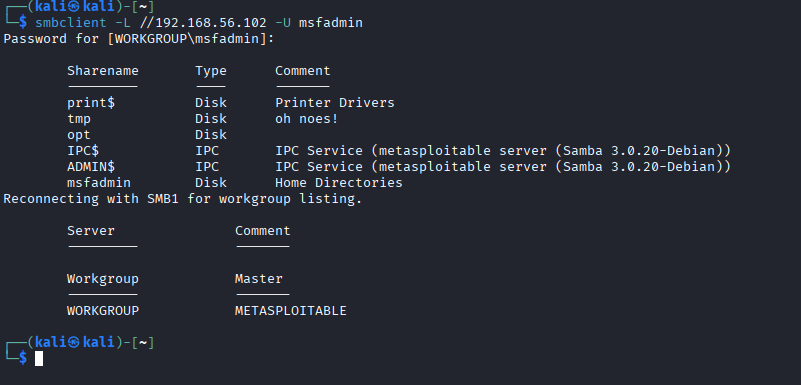 ┌──(kali㉿kali)-[~]
└─$ smbclient -L //192.168.56.102 -U msfadmin
Password for [WORKGROUP\msfadmin]:

        Sharename       Type      Comment
        ---------       ----      -------
        print$          Disk      Printer Drivers
        tmp             Disk      oh noes!
        opt             Disk
        IPC$            IPC       IPC Service (metasploitable server (Samba 3.0.20-Debian))
        ADMIN$          IPC       IPC Service (metasploitable server (Samba 3.0.20-Debian))
        msfadmin        Disk      Home Directories
Reconnecting with SMB1 for workgroup listing.

        Server               Comment
        ---------            -------

        Workgroup            Master
        ---------            -------
        WORKGROUP            METASPLOITABLE

┌──(kali㉿kali)-[~]
└─$